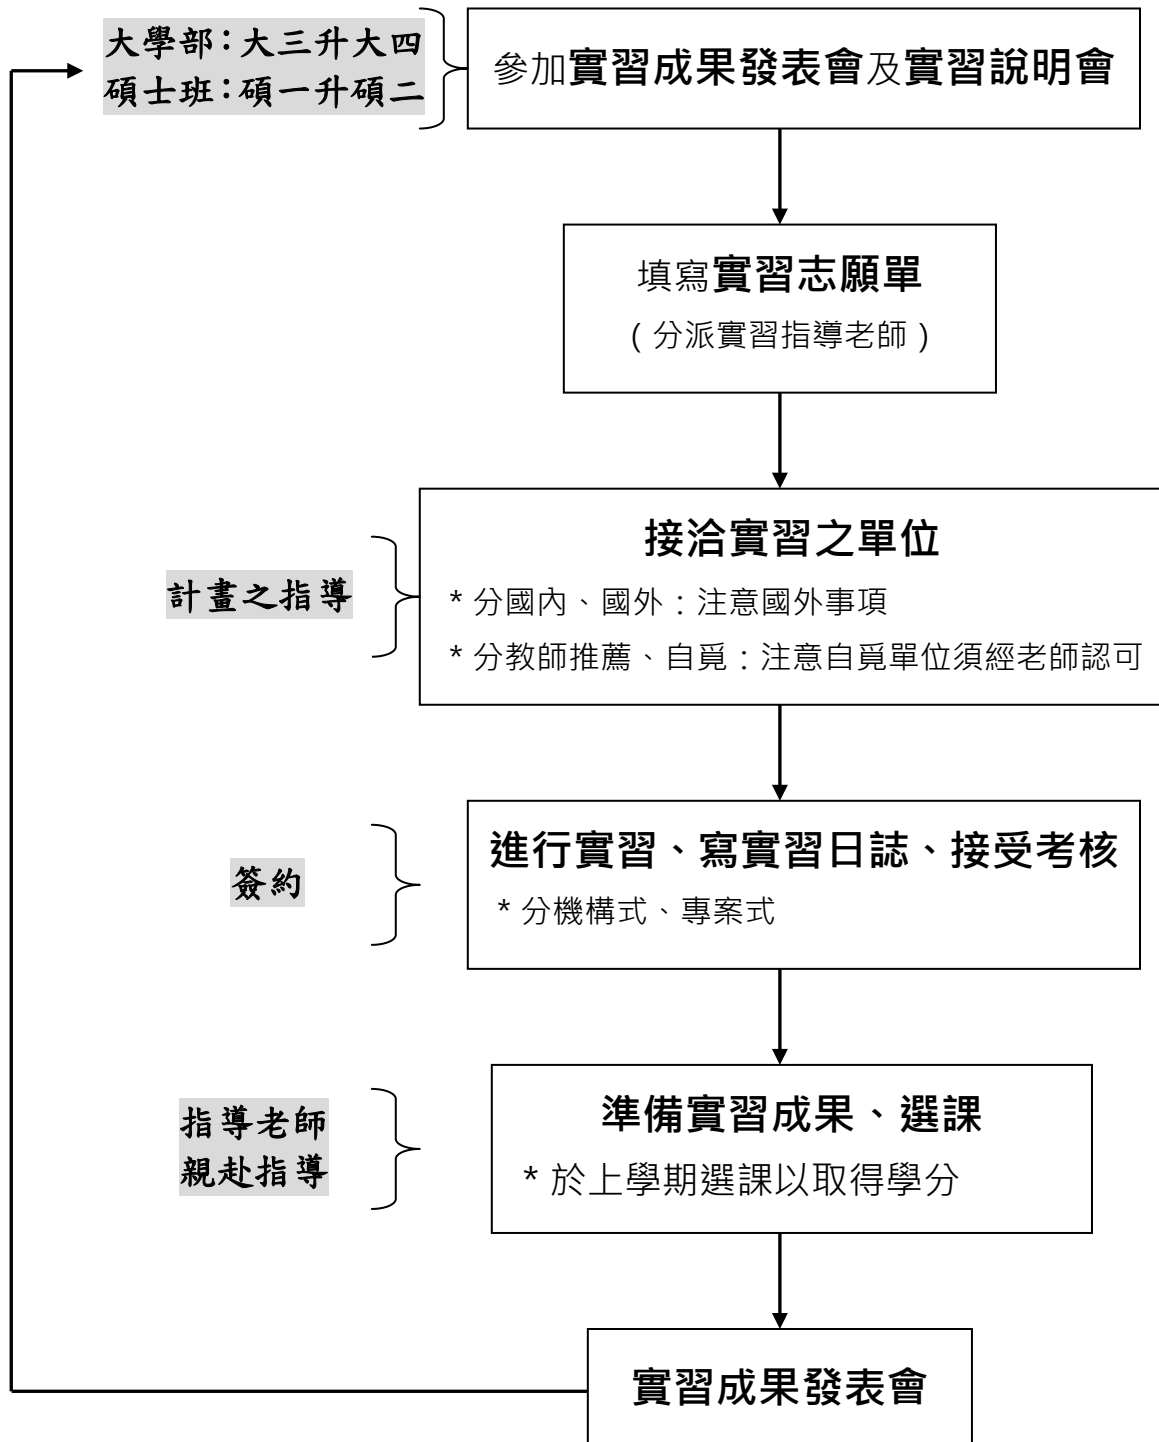 大學部：大三升大四
碩士班：碩一升碩二
參加實習成果發表會及實習說明會
填寫實習志願單
（分派實習指導老師）
計畫之指導
接洽實習之單位
* 分國內、國外：注意國外事項
* 分教師推薦、自覓：注意自覓單位須經老師認可
簽約
進行實習、寫實習日誌、接受考核
* 分機構式、專案式
指導老師
親赴指導
準備實習成果、選課
* 於上學期選課以取得學分
實習成果發表會